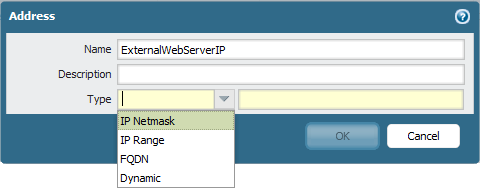 Address
Name ExternalWebServerIP
Description
Type
IP Netmask
IP Range
FQDN
Dynamic
OK Cancel